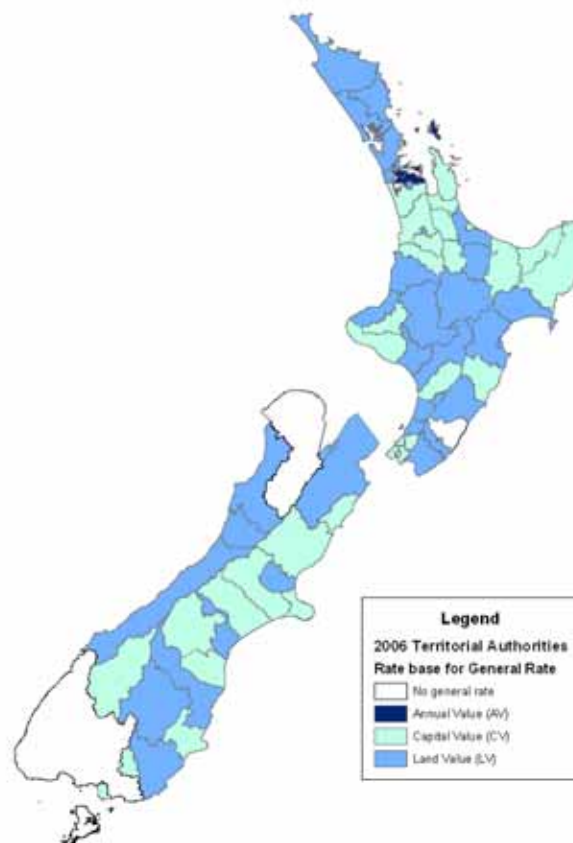 Legend
2006 Territorial Authorities
Rate base for General Rate
No general rate
Annual Value (AV)
Capital Value (CV)
Land Value (LV)